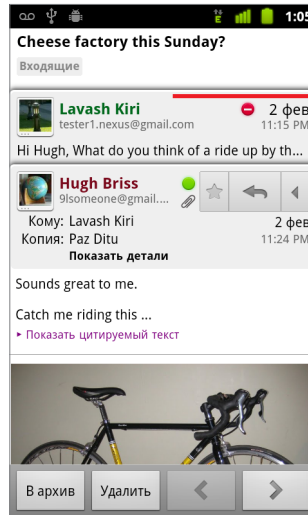 1:05
Cheese factory this Sunday?
Входящие
Lavash Kiri
2 фев
tester1.nexus@gmail.com
11:15 PM
Hi Hugh, What do you think of a ride up by th...
Hugh Briss
9lsomeone@gmail....
Кому: Lavash Kiri
2 фев
Копия: Paz Ditu
11:24 PM
Показать детали
Sounds great to me.
Catch me riding this ...
Показать цитируемый текст
В архив
Удалить